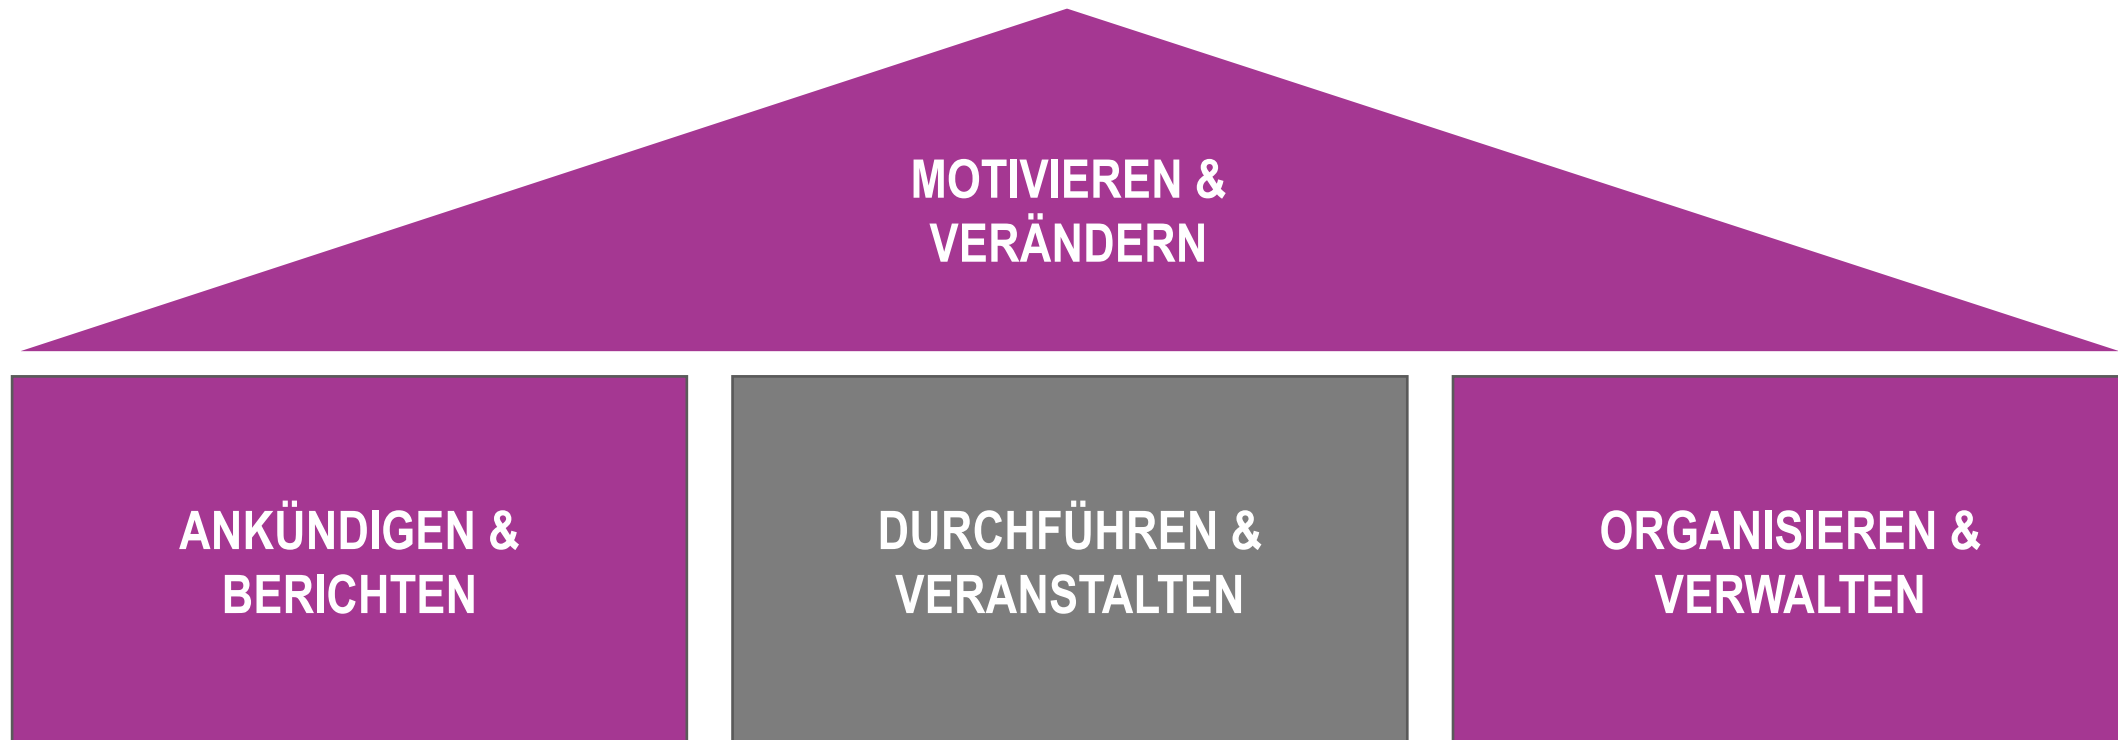 MOTIVIEREN &
VERÄNDERN
ANKÜNDIGEN &
BERICHTEN
DURCHFÜHREN &
VERANSTALTEN
ORGANISIEREN &
VERWALTEN